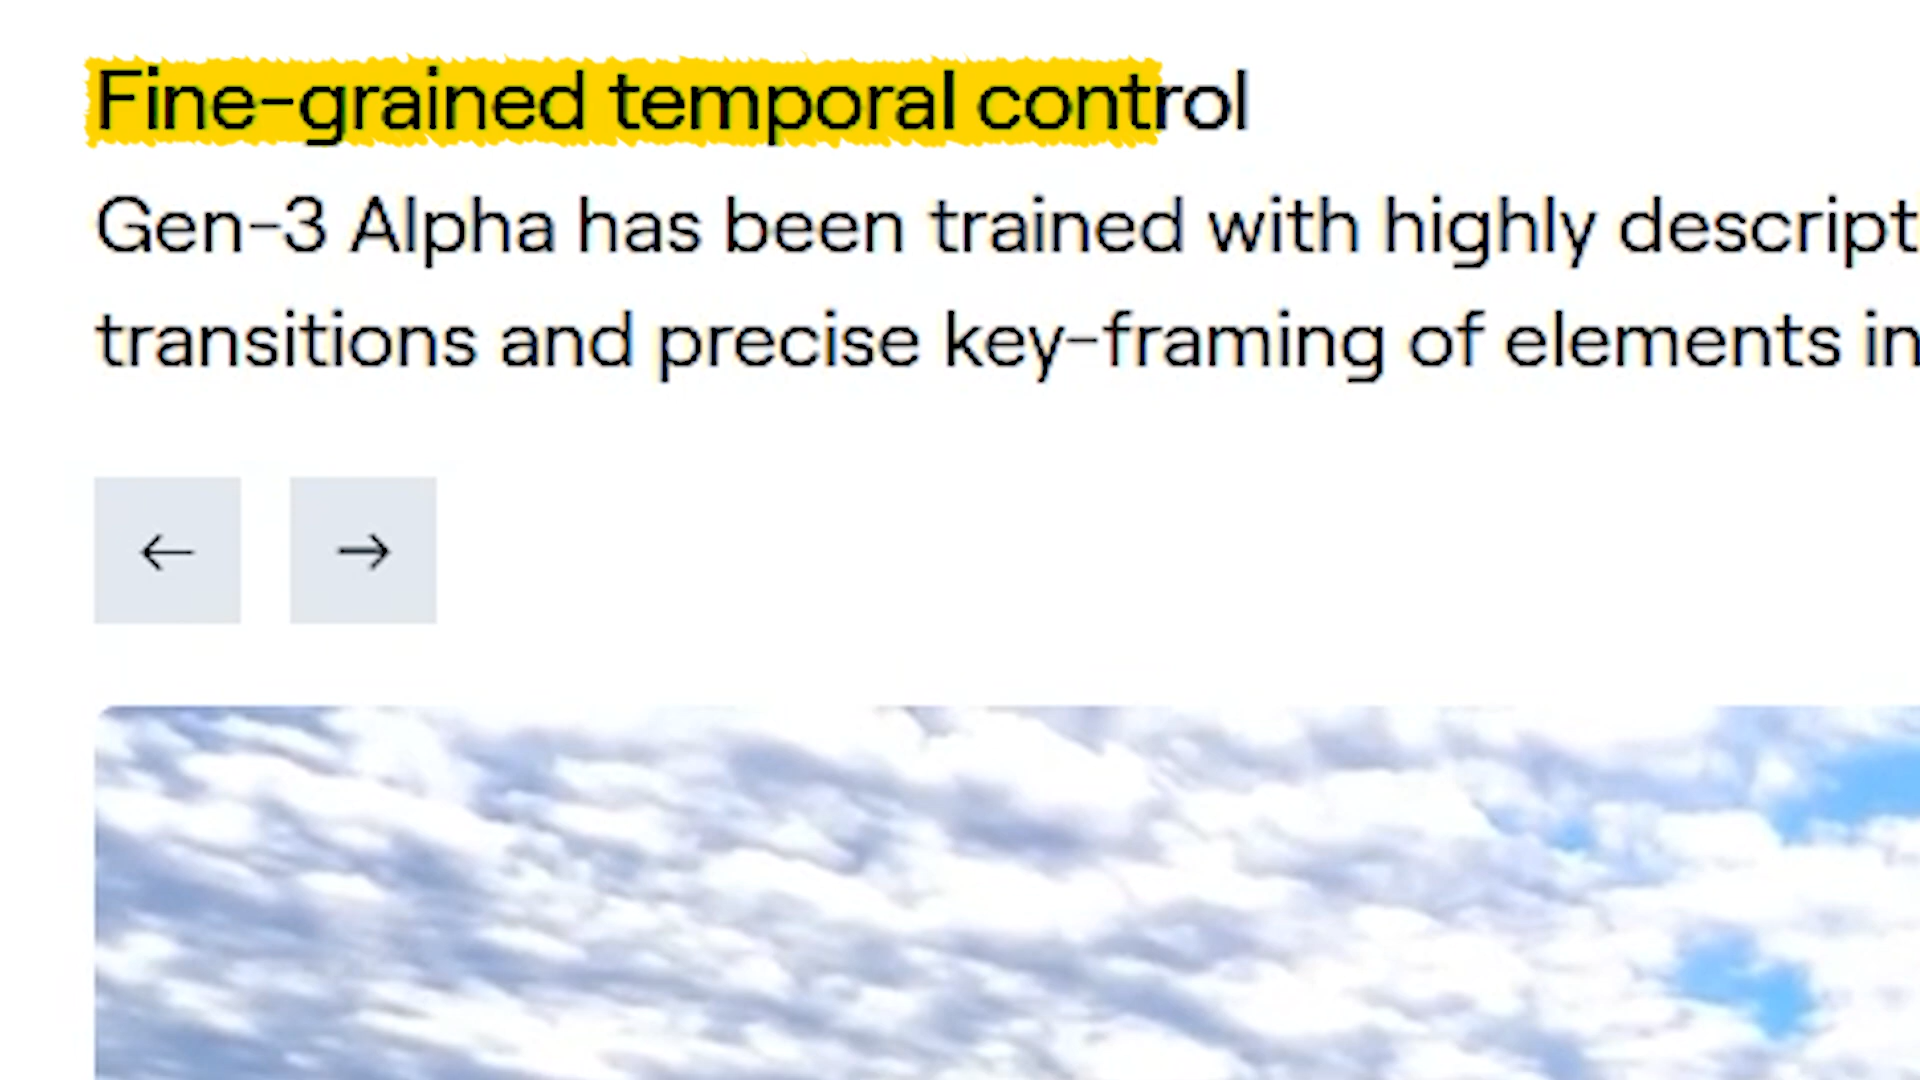 Fine-grained temporal control
Gen-3 Alpha has been trained with highly descript
transitions and precise key-framing of elements in